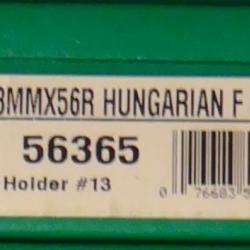 8MMX56R HUNGARIAN F
56365
Holder #13
0 76683 5